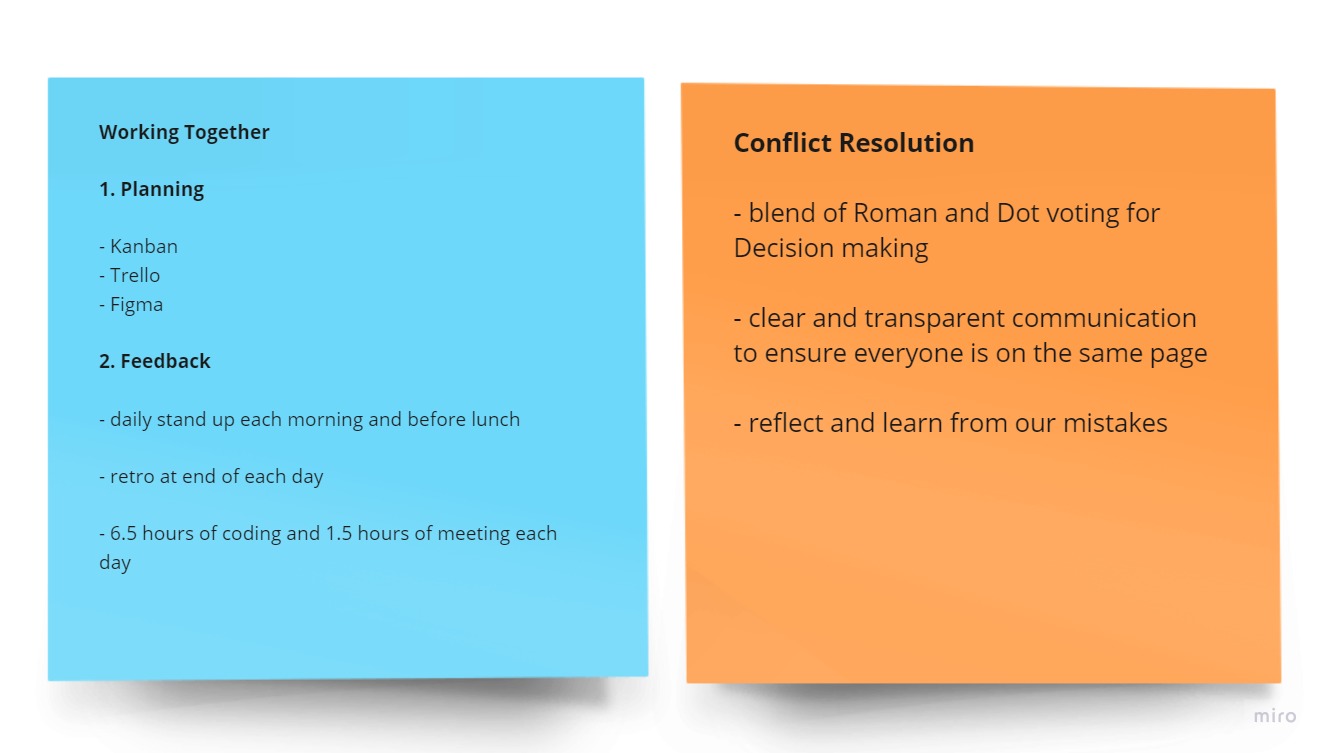 Working Together
1. Planning
- Kanban
- Trello
- Figma
2. Feedback
- daily stand up each morning and before lunch
- retro at end of each day
- 6.5 hours of coding and 1.5 hours of meeting each
day
Conflict Resolution
- blend of Roman and Dot voting for
Decision making
- clear and transparent communication
to ensure everyone is on the same page
- reflect and learn from our mistakes
miro